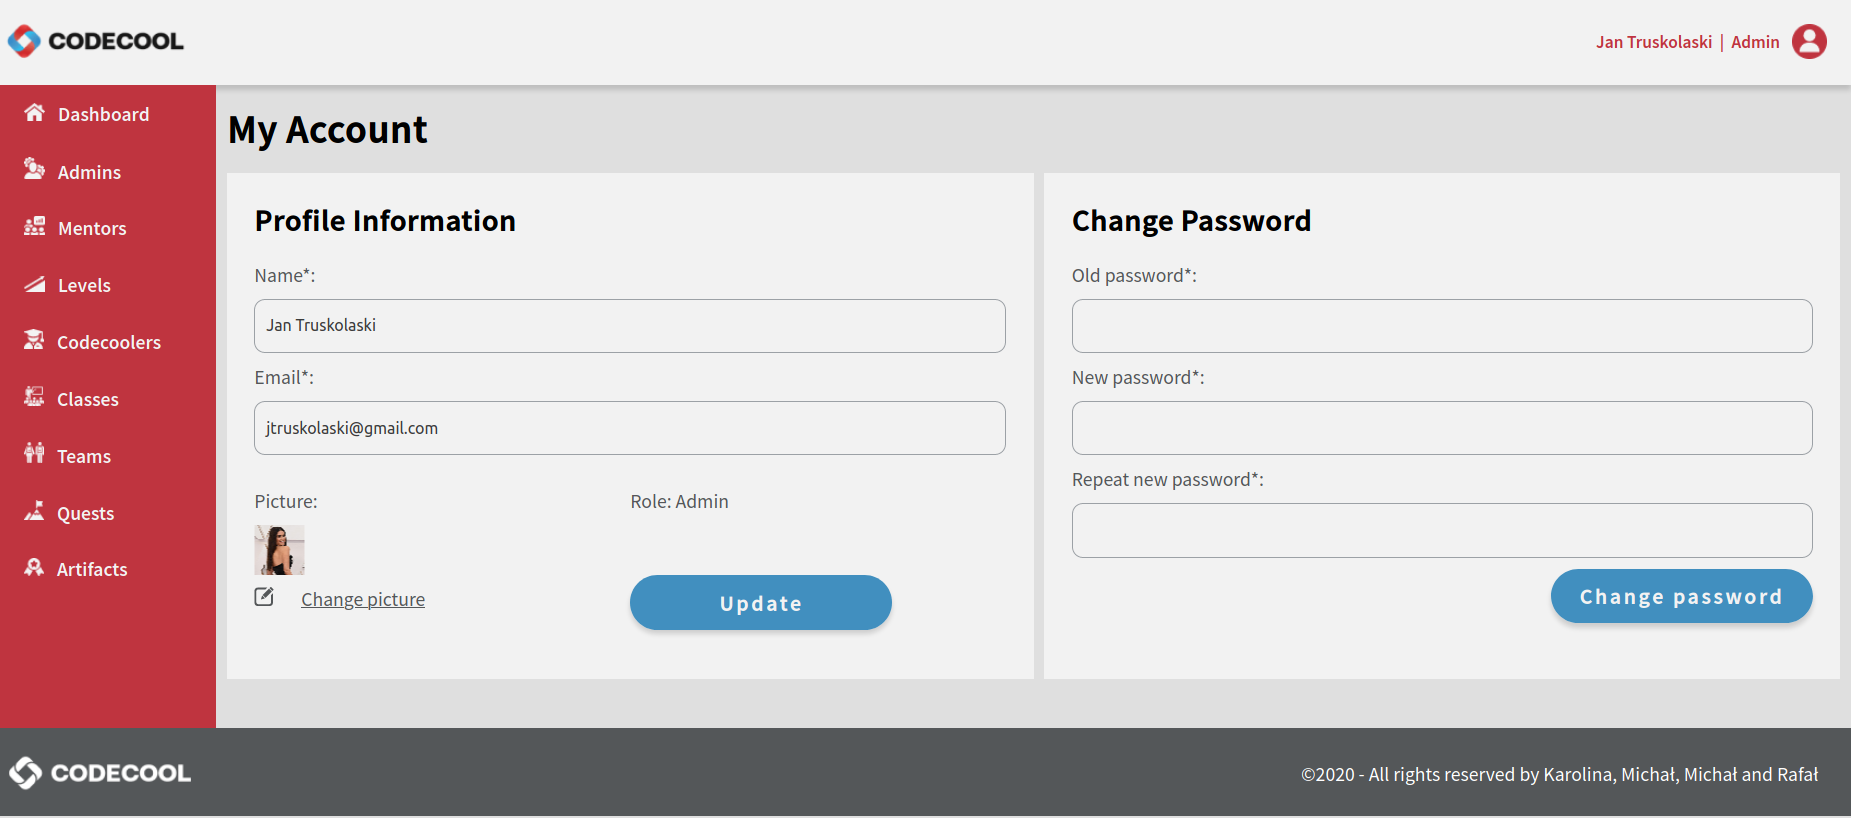 CODECOOL
Jan Truskolaski | Admin
Dashboard
Admins
Mentors
Levels
Codecoolers
Classes
Teams
Quests
Artifacts
My Account
Profile Information
Name*:
Jan Truskolaski
Email*:
jtruskolaski@gmail.com
Picture:
Role: Admin
Change picture
Update
Change Password
Old password*:
New password*:
Repeat new password*:
Change password
CODECOOL
©2020 - All rights reserved by Karolina, Michał, Michał and Rafał